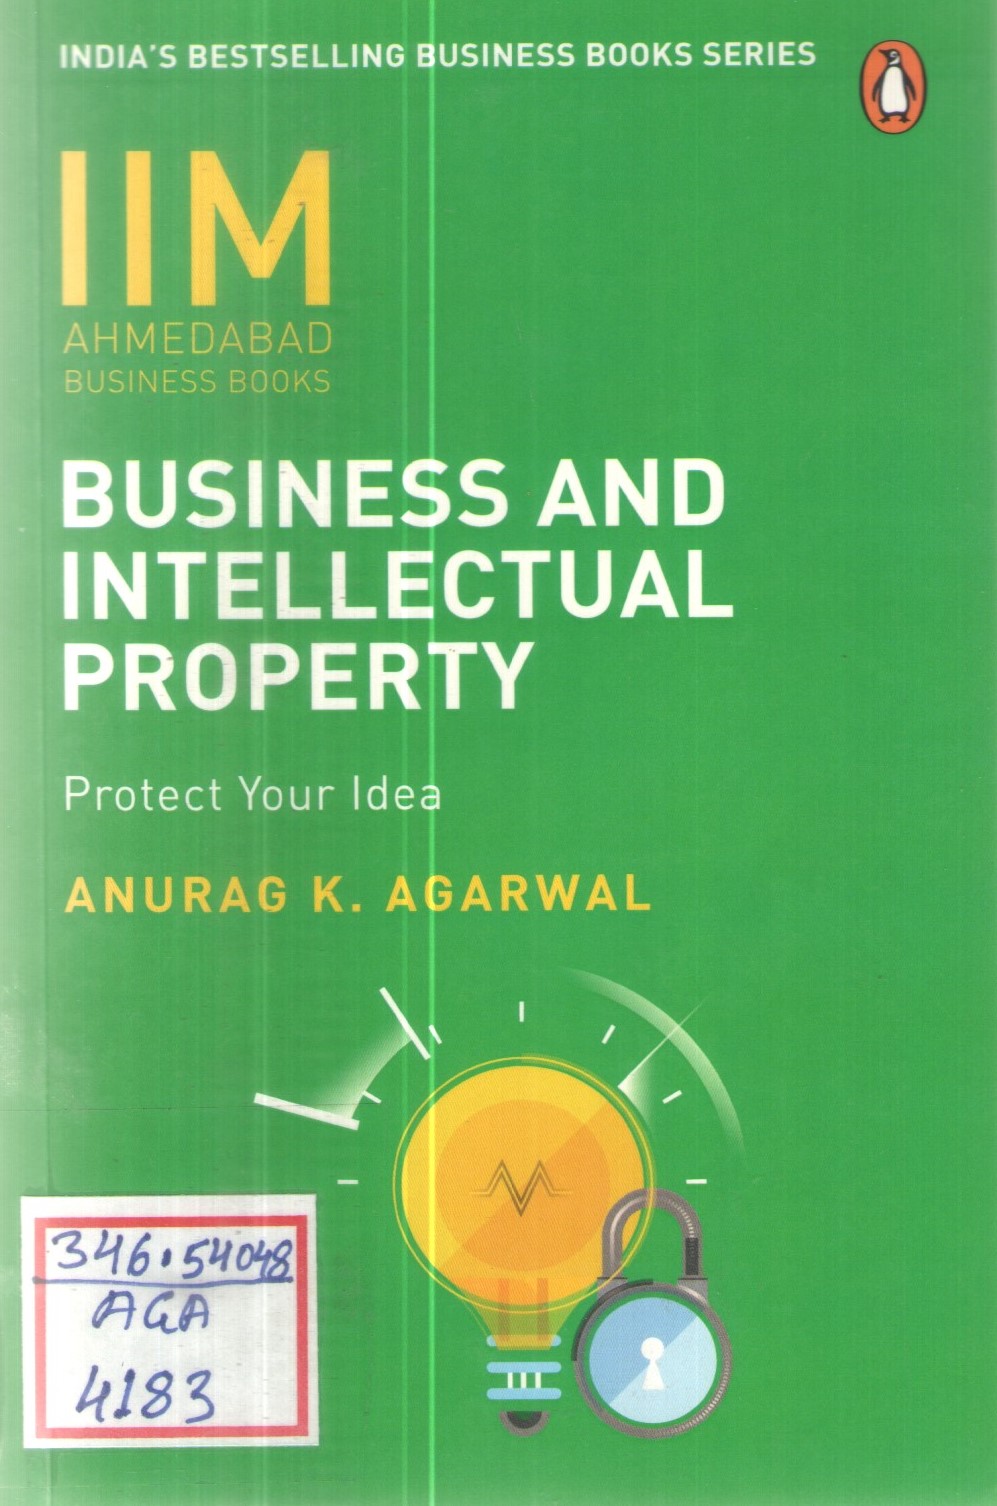 INDIA'S BESTSELLING BUSINESS BOOKS SERIES
IIM
AHMEDABAD
BUSINESS BOOKS
BUSINESS AND
INTELLECTUAL
PROPERTY
Protect Your Idea
ANURAG K. AGARWAL
346.54048
AGA
4183